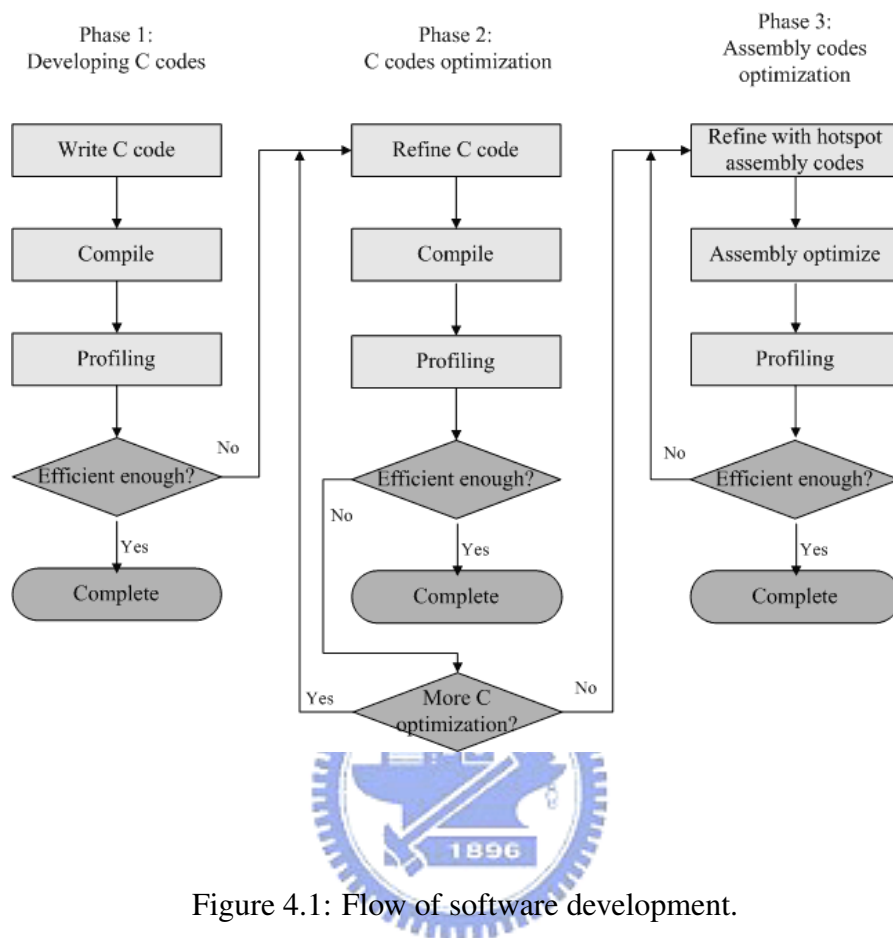 Phase 1:
Developing C codes
Write C code
Compile
Profiling
Efficient enough?
No
Yes
Complete
Phase 2:
C codes optimization
Refine C code
Compile
Profiling
Efficient enough?
No
Yes
Complete
More C
optimization?
Yes
No
Phase 3:
Assembly codes
optimization
Refine with hotspot
assembly codes
Assembly optimize
Profiling
Efficient enough?
No
Yes
Complete
1896
Figure 4.1: Flow of software development.